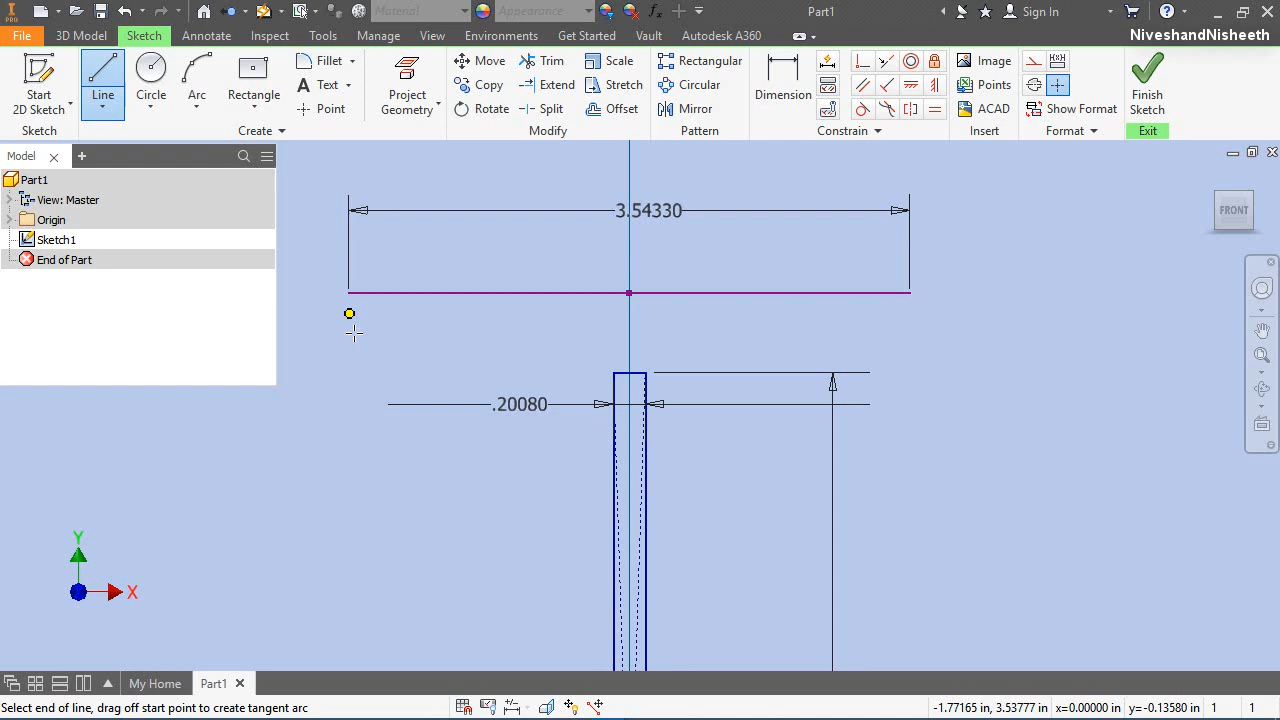 PRO
Material
Appearance
fx
Part1
Sign In
File
3D Model
Sketch
Annotate
Inspect
Tools
Manage
View
Environments
Get Started
Vault
Autodesk A360
NiveshandNisheeth
Start
2D Sketch
Line
Circle
Arc
Rectangle
Fillet
Text
Point
Project
Geometry
Move
Copy
Rotate
Trim
Extend
Split
Scale
Stretch
Offset
Rectangular
Circular
Mirror
Dimension
Image
Points
ACAD
Show Format
Finish
Sketch
Sketch
Create
Modify
Pattern
Constrain
Insert
Format
Exit
Model
Part1
View: Master
Origin
Sketch1
End of Part
3.54330
FRONT
.20080
Y
X
My Home
Part1
Select end of line, drag off start point to create tangent arc
-1.77165 in, 3.53777 in
x=0.00000 in
y=-0.13580 in
1
1